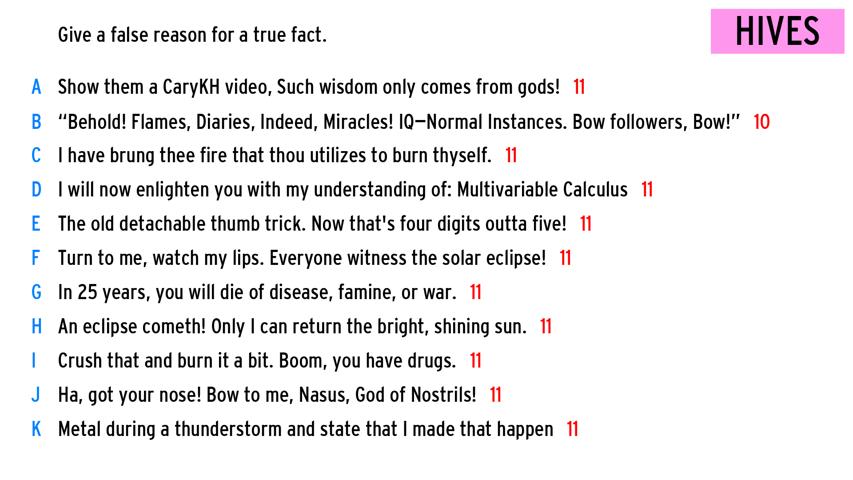 Give a false reason for a true fact.
HIVES
A Show them a CaryKH video, Such wisdom only comes from gods! 11
B “Behold! Flames, Diaries, Indeed, Miracles! IQ—Normal Instances. Bow followers, Bow!” 10
C I have brung thee fire that thou utilizes to burn thyself. 11
D I will now enlighten you with my understanding of: Multivariable Calculus 11
E The old detachable thumb trick. Now that's four digits outta five! 11
F Turn to me, watch my lips. Everyone witness the solar eclipse! 11
G In 25 years, you will die of disease, famine, or war. 11
H An eclipse cometh! Only I can return the bright, shining sun. 11
I Crush that and burn it a bit. Boom, you have drugs. 11
J Ha, got your nose! Bow to me, Nasus, God of Nostrils! 11
K Metal during a thunderstorm and state that I made that happen 11